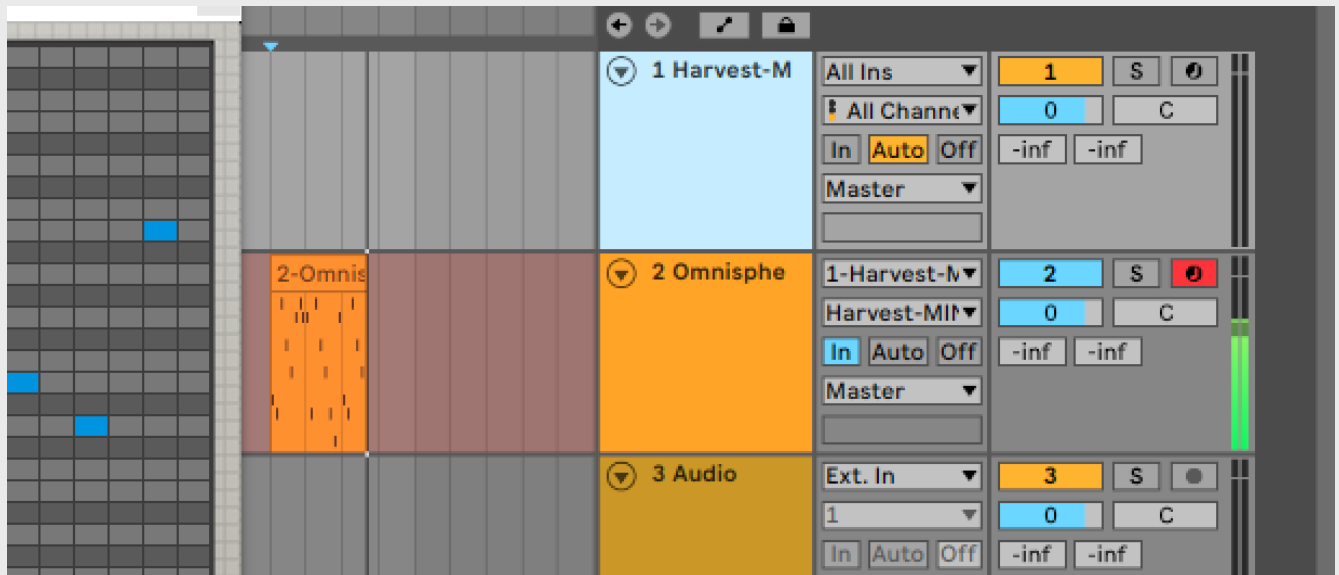 1 Harvest-M
All Ins
1
S
All Channe
0
C
In Auto Off
-inf -inf
Master
2-Omnis
2 Omnisphe
1-Harvest-M
2
S
Harvest-MI
0
C
In Auto Off
-inf -inf
Master
3 Audio
Ext. In
3
S
1
0
C
In Auto Off
-inf -inf